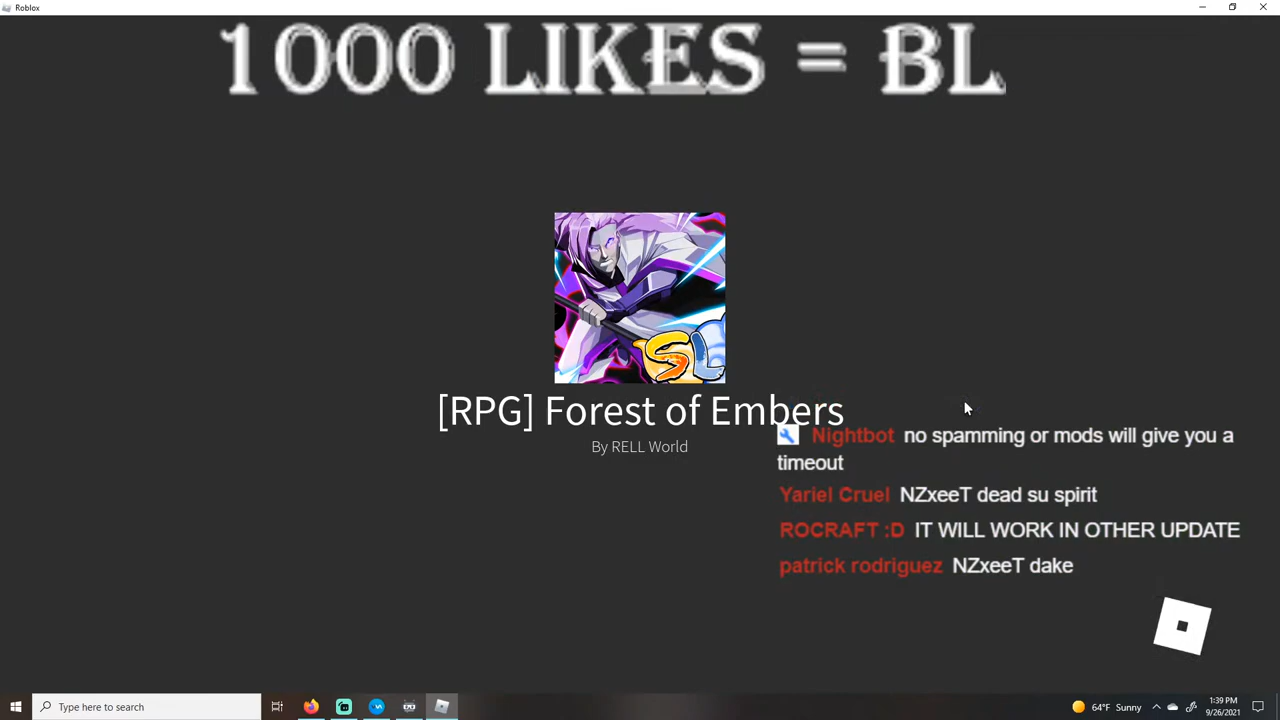 Roblox
1000 LIKES = BL
SL
[RPG] Forest of Embers
By RELL World
Nightbot no spamming or mods will give you a
timeout
Yariel Cruel NZxeeT dead su spirit
ROCRAFT :D IT WILL WORK IN OTHER UPDATE
patrick rodriguez NZxeeT dake
Type here to search
64°F Sunny
1:39 PM
9/26/2021